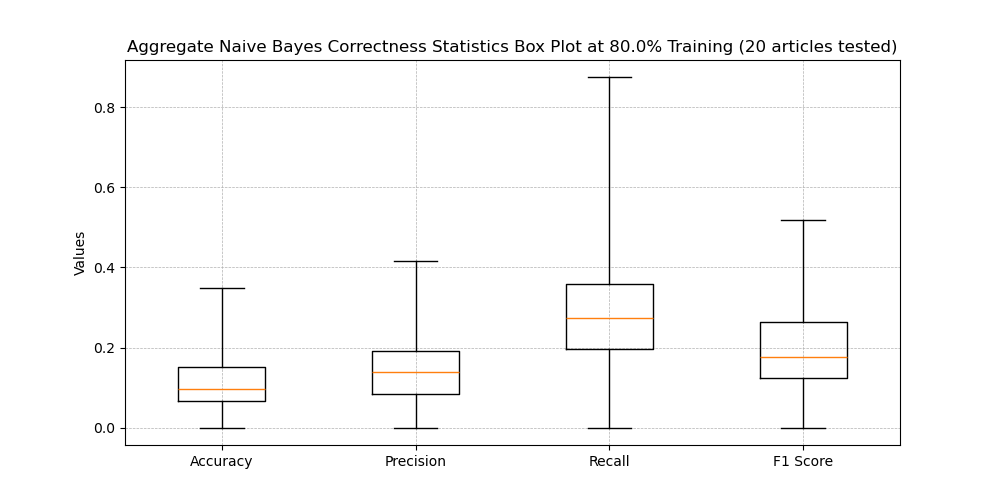 Aggregate Naive Bayes Correctness Statistics Box Plot at 80.0% Training (20 articles tested)
0.8
0.6
0.4
0.2
0.0
Values
Accuracy Precision Recall F1 Score